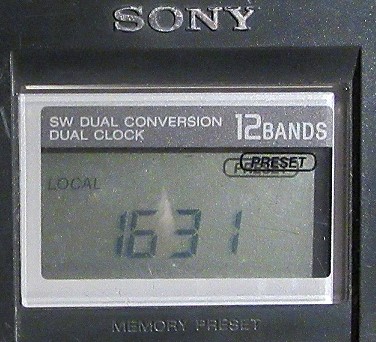 SONY
SW DUAL CONVERSION
DUAL CLOCK
12BANDS
PRESET
LOCAL
1631
MEMORY PRESET